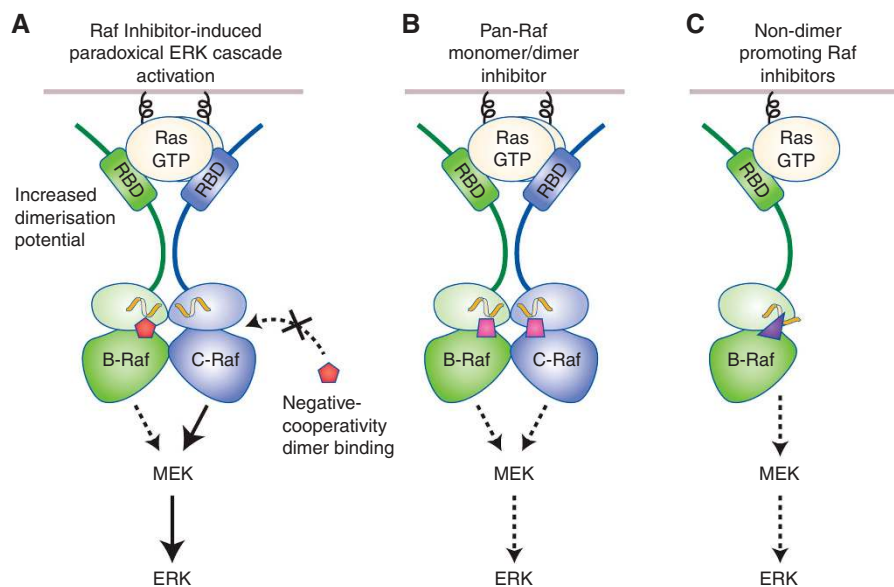 A
Raf Inhibitor-induced
paradoxical ERK cascade
activation
Ras
GTP
RBD
RBD
Increased
dimerisation
potential
B-Raf
C-Raf
Negative-
cooperativity
dimer binding
MEK
ERK
B
Pan-Raf
monomer/dimer
inhibitor
Ras
GTP
RBD
RBD
B-Raf
C-Raf
MEK
ERK
C
Non-dimer
promoting Raf
inhibitors
Ras
GTP
RBD
B-Raf
MEK
ERK